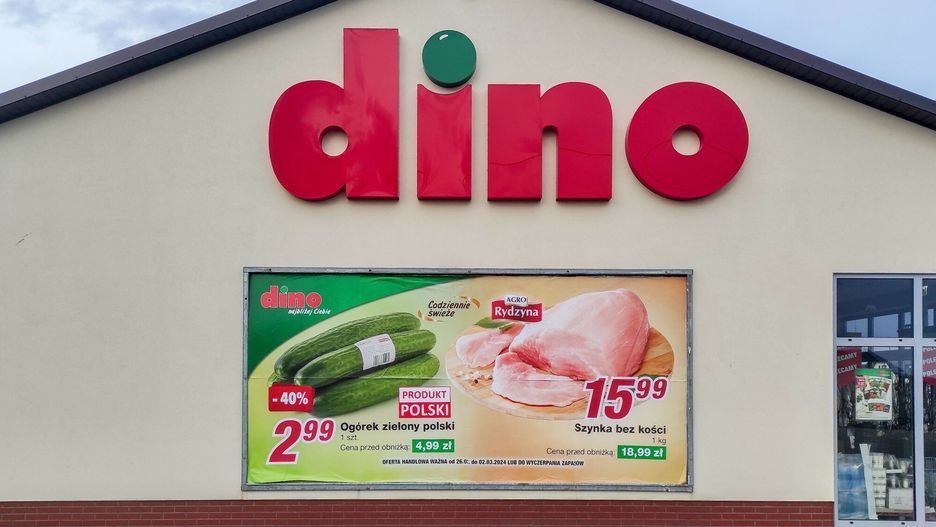 dino
dino
najbliżej Ciebie
Codziennie
świeże
AGRO
Rydzyna
- 40%
PRODUKT
POLSKI
2 99
Ogórek zielony polski
1 szt.
Cena przed obniżką: 4,99 zł
15 99
Szynka bez kości
1 kg
Cena przed obniżką: 18,99 zł
OFERTA HANDLOWA WAŻNA od 26.02. do 02.03.2024 LUB DO WYCZERPANIA ZAPASÓW